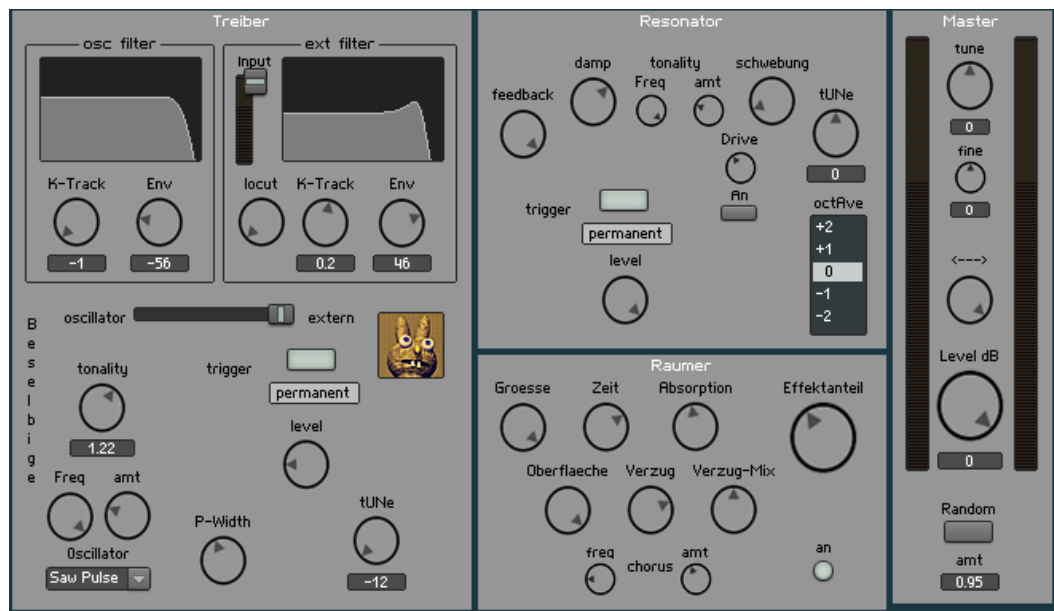 Treiber
osc filter
ext filter
Input
K-Track
Env
locut
K-Track
Env
-1
-56
0.2
46
Beselbige
oscillator
extern
tonality
trigger
permanent
1.22
level
Freq
amt
tUNe
P-Width
Oscillator
Saw Pulse
-12
Resonator
damp
tonality
schwebung
Freq
amt
feedback
tUNe
Drive
0
An
octAve
trigger
permanent
+2
+1
0
-1
-2
level
Raumer
Groesse
Zeit
Absorption
Effektanteil
Oberflaeche
Verzug
Verzug-Mix
freq
chorus
amt
an
Master
tune
0
fine
0
<--->
Level dB
0
Random
amt
0.95